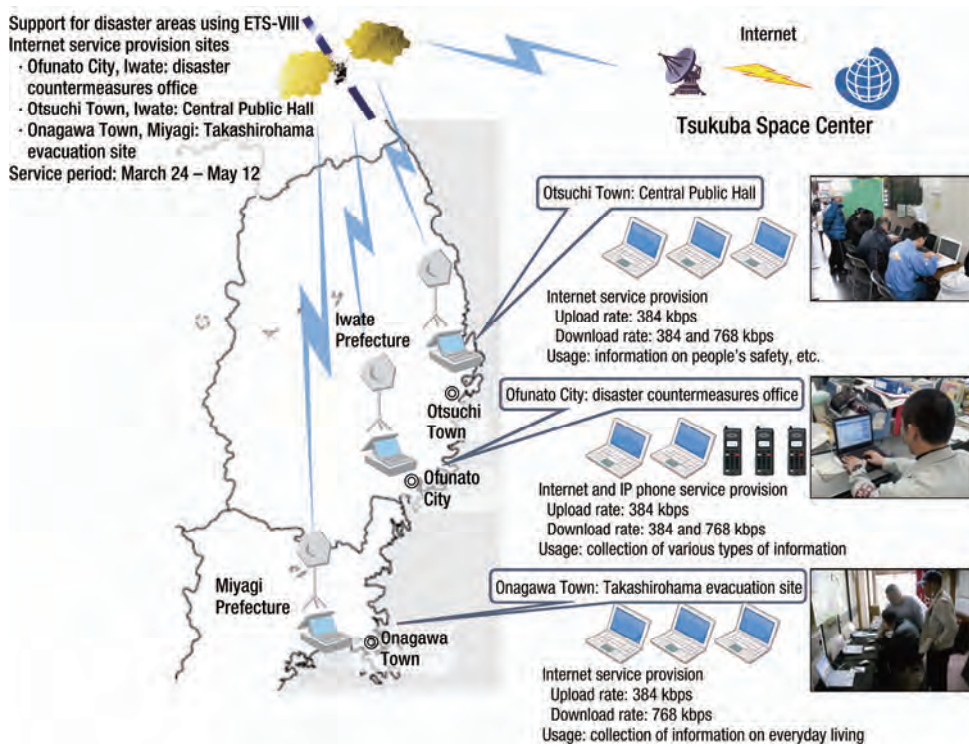 Support for disaster areas using ETS-VIII
Internet service provision sites
· Ofunato City, Iwate: disaster
countermeasures office
· Otsuchi Town, Iwate: Central Public Hall
· Onagawa Town, Miyagi: Takashirohama
evacuation site
Service period: March 24 – May 12
Internet
Tsukuba Space Center
Otsuchi Town: Central Public Hall
Internet service provision
Upload rate: 384 kbps
Download rate: 384 and 768 kbps
Usage: information on people's safety, etc.
Iwate
Prefecture
Otsuchi
Town
Ofunato City: disaster countermeasures office
Internet and IP phone service provision
Upload rate: 384 kbps
Download rate: 384 and 768 kbps
Usage: collection of various types of information
Ofunato
City
Miyagi
Prefecture
Onagawa Town: Takashirohama evacuation site
Onagawa
Town
Internet service provision
Upload rate: 384 kbps
Download rate: 768 kbps
Usage: collection of information on everyday living